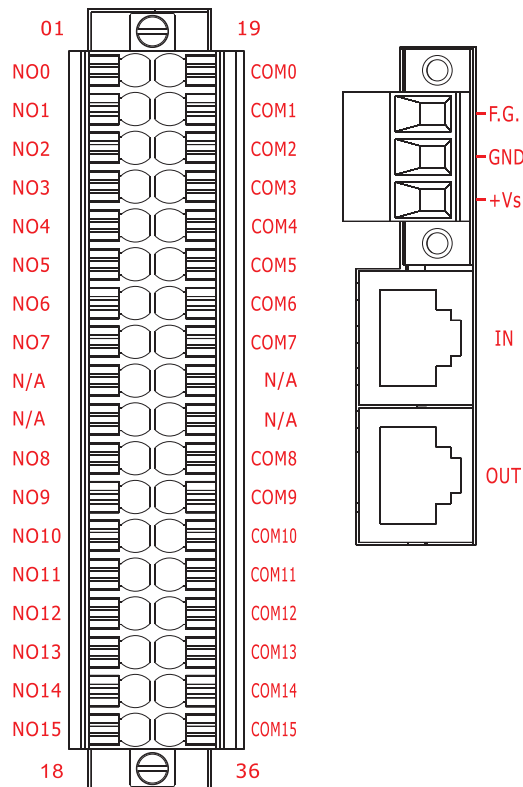 01 19
NO0 COM0
NO1 COM1
NO2 COM2
NO3 COM3
NO4 COM4
NO5 COM5
NO6 COM6
NO7 COM7
N/A N/A
N/A N/A
NO8 COM8
NO9 COM9
NO10 COM10
NO11 COM11
NO12 COM12
NO13 COM13
NO14 COM14
NO15 COM15
18 36
F.G.
GND
+Vs
IN
OUT